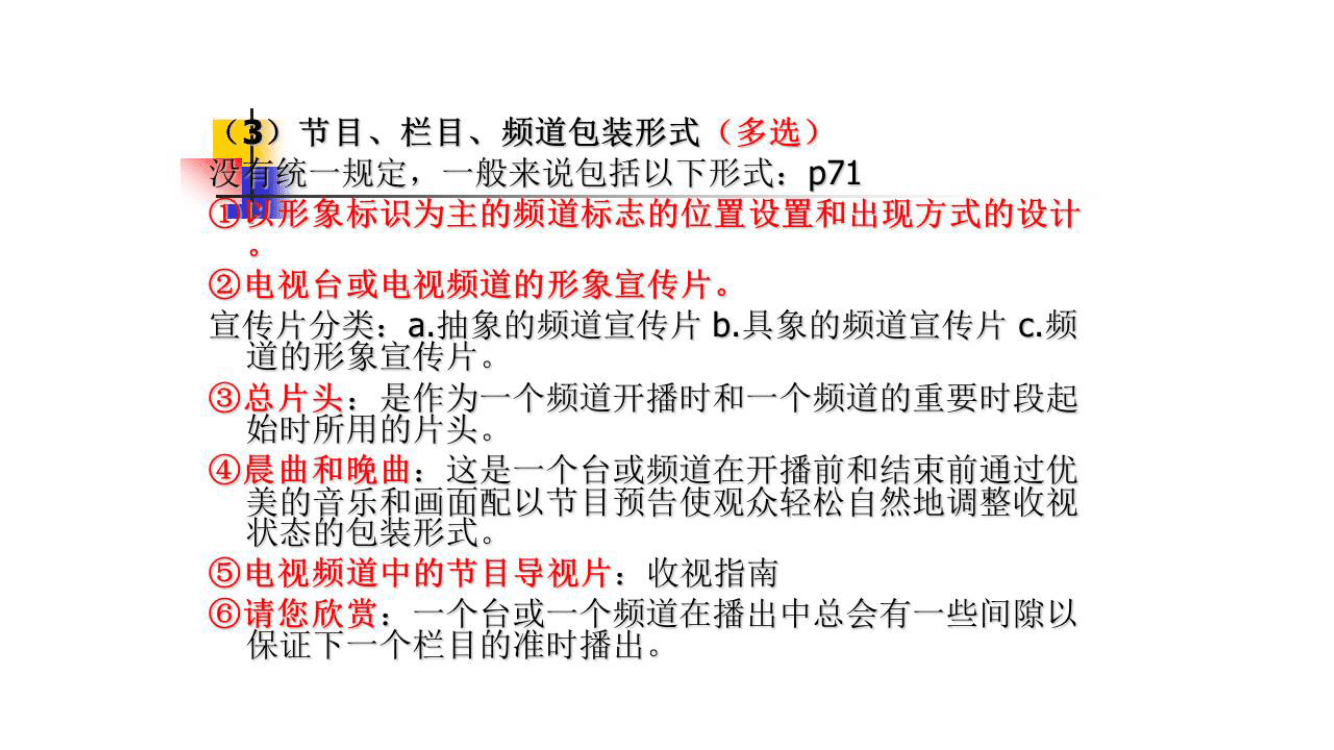 （3）节目、栏目、频道包装形式（多选）
没有统一规定，一般来说包括以下形式：p71
①以形象标识为主的频道标志的位置设置和出现方式的设计
。
②电视台或电视频道的形象宣传片。
宣传片分类：a.抽象的频道宣传片 b.具象的频道宣传片 c.频
道的形象宣传片。
③总片头：是作为一个频道开播时和一个频道的重要时段起
始时所用的片头。
④晨曲和晚曲：这是一个台或频道在开播前和结束前通过优
美的音乐和画面配以节目预告使观众轻松自然地调整收视
状态的包装形式。
⑤电视频道中的节目导视片：收视指南
⑥请您欣赏：一个台或一个频道在播出中总会有一些间隙以
保证下一个栏目的准时播出。